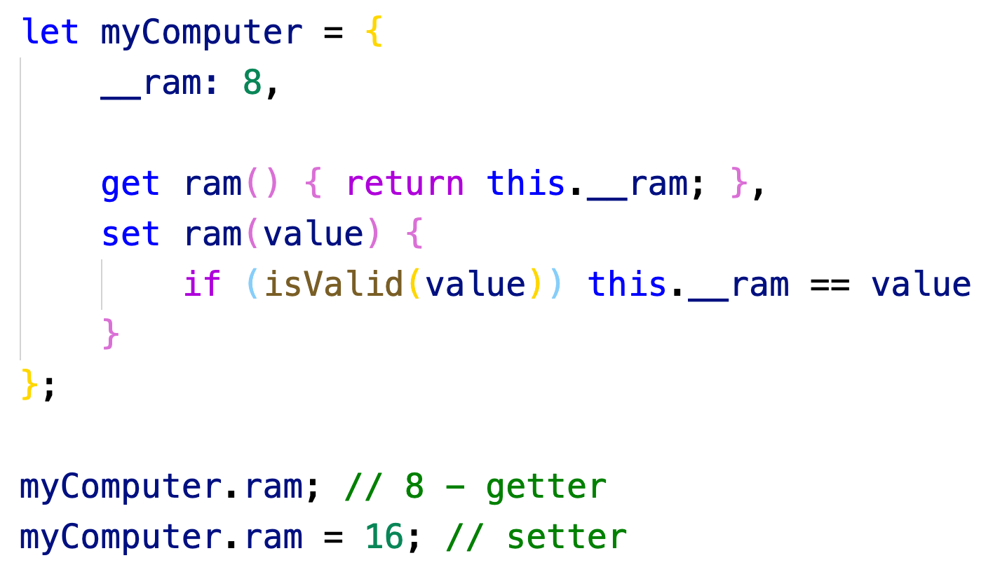 let myComputer = {
    __ram: 8,

    get ram() { return this.__ram; },
    set ram(value) {
        if (isValid(value)) this.__ram == value
    }
};

myComputer.ram; // 8 – getter
myComputer.ram = 16; // setter